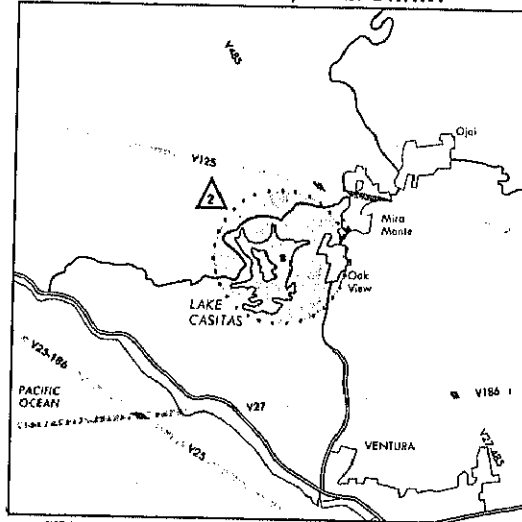 V485
Ojai
V125
2
Mira
Monte
Oak
View
LAKE
CASITAS
V25-186
PACIFIC
OCEAN
V27
V186
V25
VENTURA
V27-485